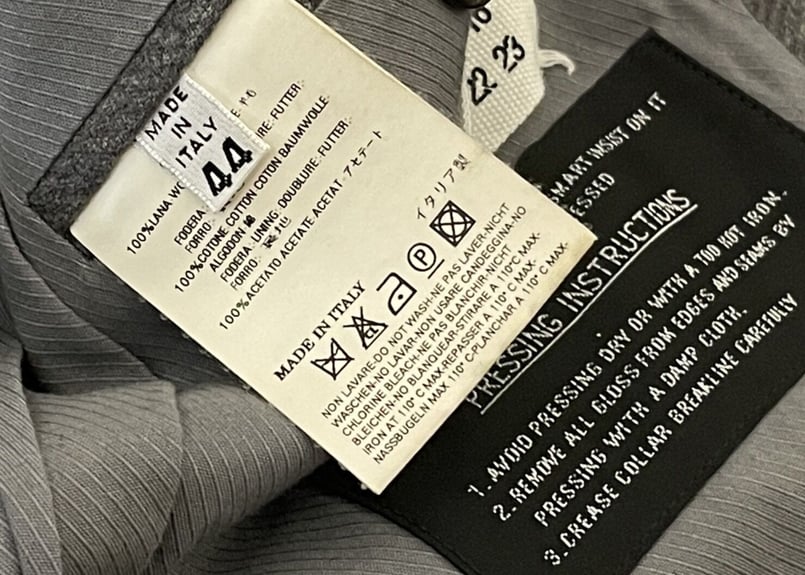 MADE
IN
ITALY
44
100%LANA
FODERA
FORRO
100%COTONE COTTON COTON BAUMWOLLE
ALGODON
FODERA: LINING: DOUBLURE: FUTTER:
FORRO:
100%ACETATO ACETATE ACETAT アセテート
イタリア製
MADE IN ITALY
P
NON LAVARE-DO NOT WASH-NE PAS LAVER-NICHT
WASCHEN-NO LAVAR-NON USARE CANDEGGINA-NO
CHLORINE BLEACH-NE PAS BLANCHIR-NICHT
BLEICHEN-NO BLANQUEAR-STIRARE A 110°C MAX-
IRON AT 110°C MAX-REPASSER A 110°C MAX-
NASSBUGELN MAX 110°C-PLANCHAR A 110°C MAX-
22 23
SMART INSIST ON IT
PRESSING INSTRUCTIONS
1. AVOID PRESSING DRY OR WITH A TOO HOT IRON.
2. REMOVE ALL GLOSS FROM EDGES AND SEAMS BY
PRESSING WITH A DAMP CLOTH.
3. CREASE COLLAR BREAKLINE CAREFULLY